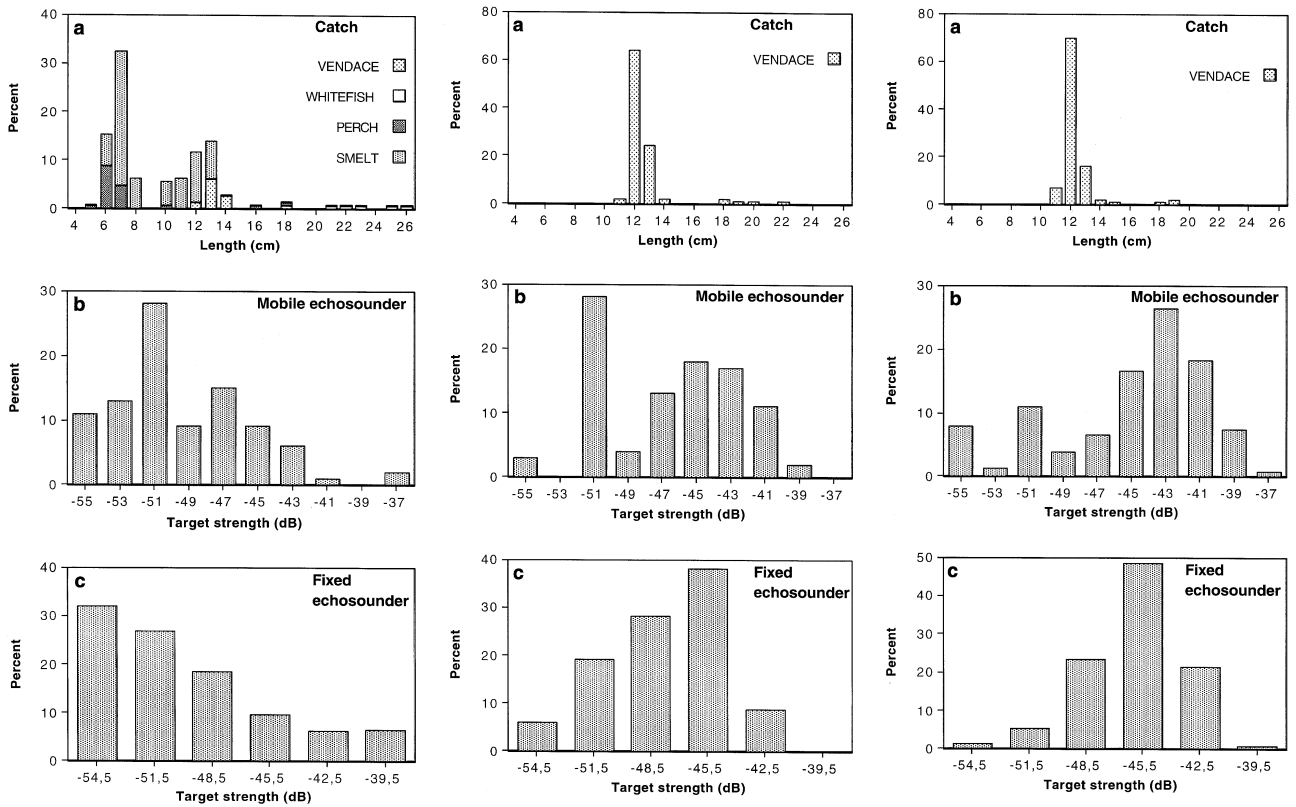 a
Catch
VENDACE
WHITEFISH
PERCH
SMELT
Percent
40
30
20
10
0
4 6 8 10 12 14 16 18 20 22 24 26
Length (cm)
a
Catch
VENDACE
Percent
80
60
40
20
0
4 6 8 10 12 14 16 18 20 22 24 26
Length (cm)
a
Catch
VENDACE
Percent
80
60
40
20
0
4 6 8 10 12 14 16 18 20 22 24 26
Length (cm)
b
Mobile echosounder
Percent
30
20
10
0
-55 -53 -51 -49 -47 -45 -43 -41 -39 -37
Target strength (dB)
b
Mobile echosounder
Percent
30
20
10
0
-55 -53 -51 -49 -47 -45 -43 -41 -39 -37
Target strength (dB)
b
Mobile echosounder
Percent
30
20
10
0
-55 -53 -51 -49 -47 -45 -43 -41 -39 -37
Target strength (dB)
c
Fixed
echosounder
Percent
40
30
20
10
0
-54,5 -51,5 -48,5 -45,5 -42,5 -39,5
Target strength (dB)
c
Fixed
echosounder
Percent
40
30
20
10
0
-54,5 -51,5 -48,5 -45,5 -42,5 -39,5
Target strength (dB)
c
Fixed
echosounder
Percent
50
40
30
20
10
0
-54,5 -51,5 -48,5 -45,5 -42,5 -39,5
Target strength (dB)